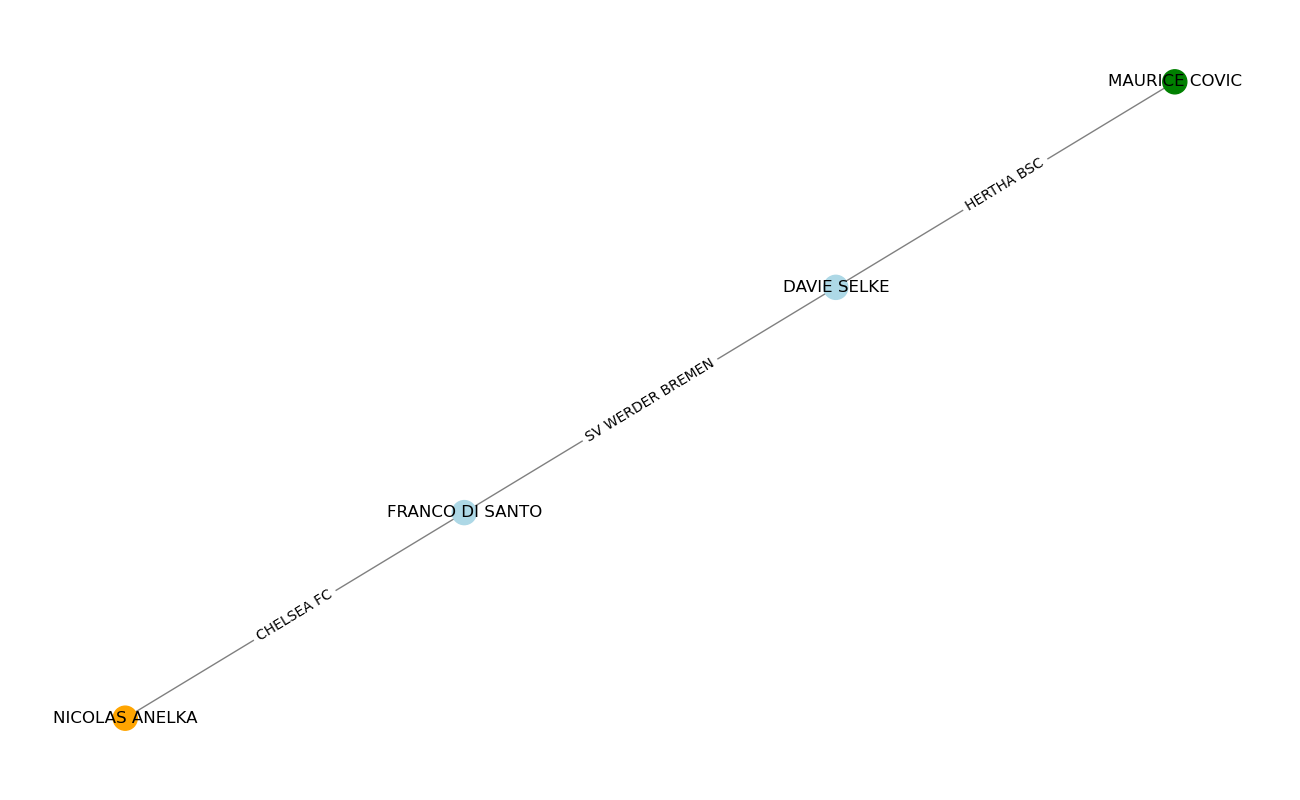 MAURICE COVIC
HERTHA BSC
DAVIE SELKE
SV WERDER BREMEN
FRANCO DI SANTO
CHELSEA FC
NICOLAS ANELKA